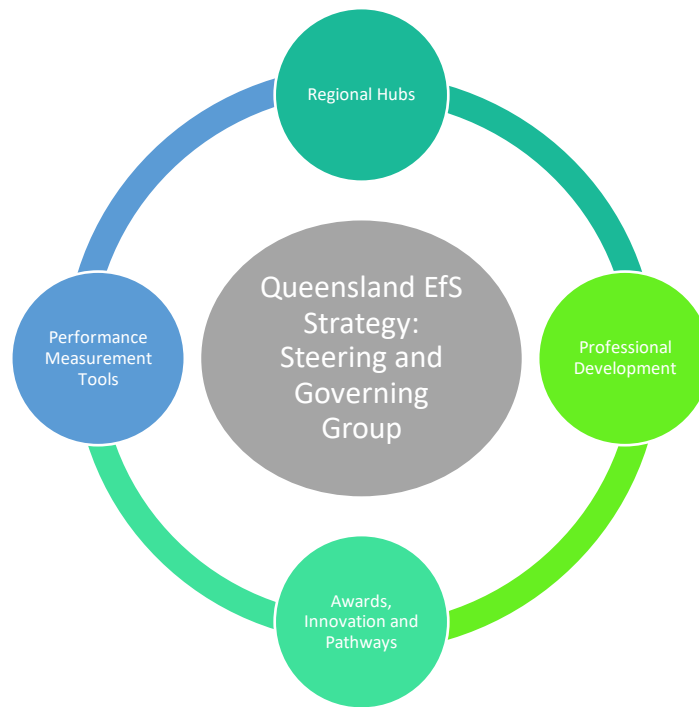 Regional Hubs
Queensland EfS
Strategy:
Steering and
Governing
Group
Performance
Measurement
Tools
Professional
Development
Awards,
Innovation and
Pathways